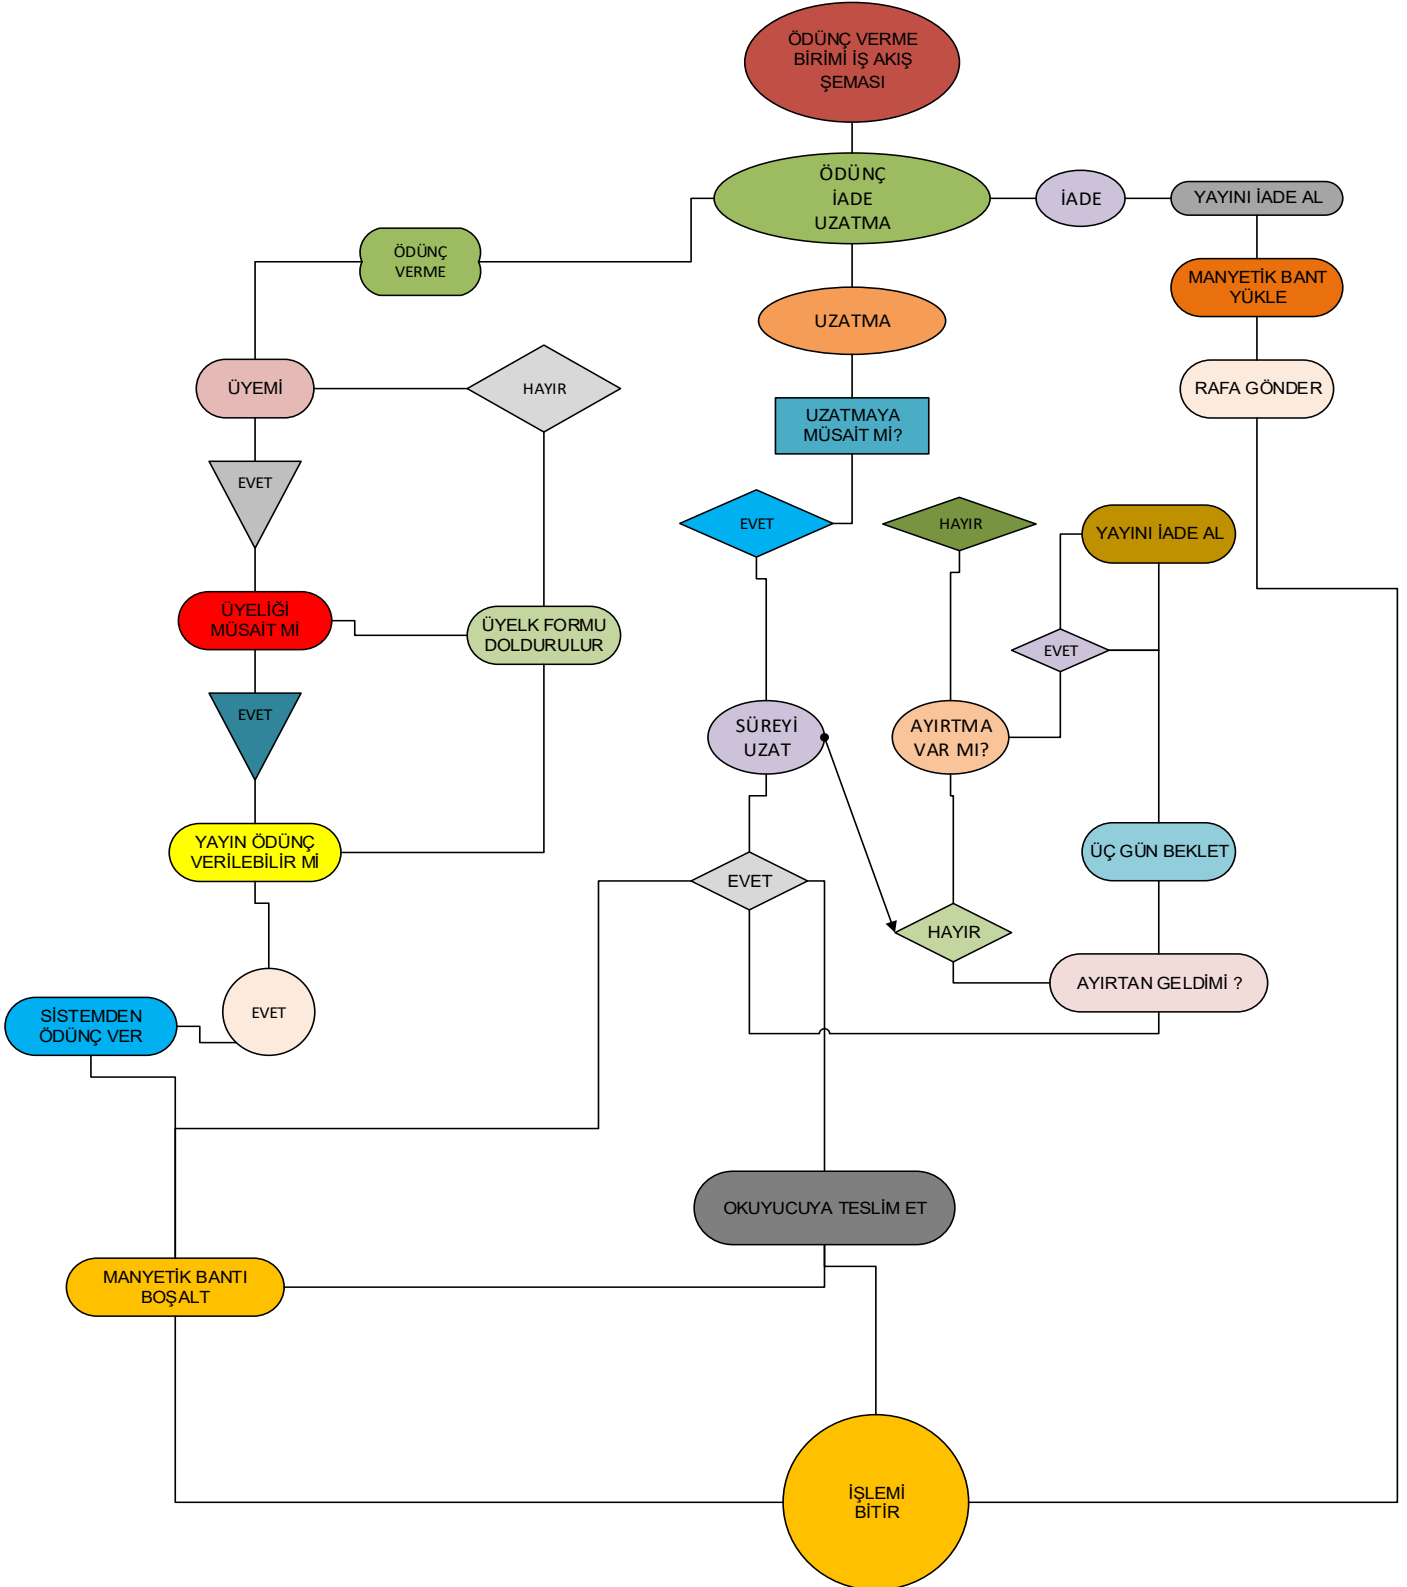 ÖDÜNÇ VERME
BİRİMİ İŞ AKIŞ
ŞEMASI
ÖDÜNÇ
İADE
UZATMA
İADE
YAYINI İADE AL
ÖDÜNÇ
VERME
MANYETİK BANT
YÜKLE
UZATMA
ÜYEMİ
HAYIR
RAFA GÖNDER
UZATMAYA
MÜSAİT Mİ?
EVET
EVET
HAYIR
YAYINI İADE AL
ÜYELİĞİ
MÜSAİT Mİ
ÜYELK FORMU
DOLDURULUR
EVET
EVET
SÜREYİ
UZAT
AYIRTMA
VAR MI?
YAYIN ÖDÜNÇ
VERİLEBİLİR Mİ
ÜÇ GÜN BEKLET
EVET
HAYIR
AYIRTAN GELDİMİ ?
EVET
SİSTEMDEN
ÖDÜNÇ VER
OKUYUCUYA TESLİM ET
MANYETİK BANTI
BOŞALT
İŞLEMİ
BİTİR